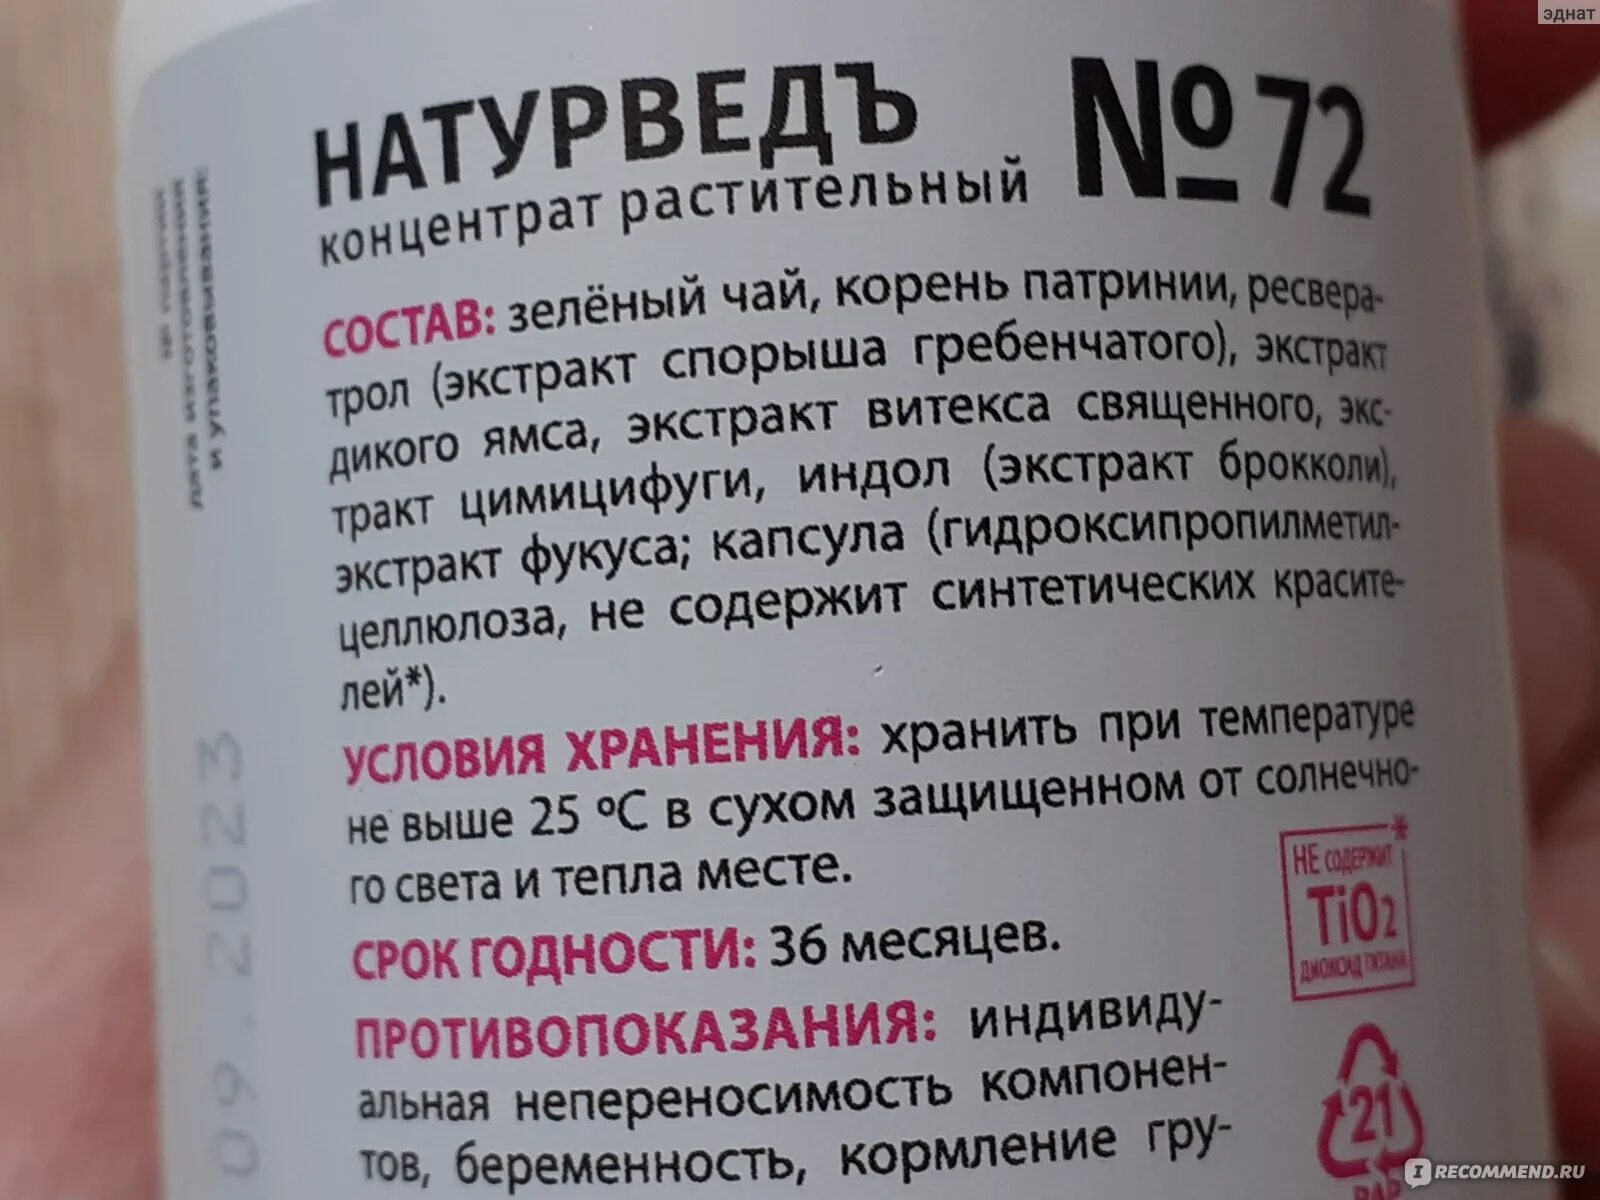 эднат
НАТУРВЕДЪ №72
концентрат растительный
СОСТАВ: зелёный чай, корень патринии, ресвера-
трол (экстракт спорыша гребенчатого), экстракт
дикого ямса, экстракт витекса священного, экс-
тракт цимицифуги, индол (экстракт брокколи),
экстракт фукуса; капсула (гидроксипропилметил-
целлюлоза, не содержит синтетических красите-
лей*).
УСЛОВИЯ ХРАНЕНИЯ: хранить при температуре
не выше 25 ºС в сухом защищенном от солнечно-
го света и тепла месте.
СРОК ГОДНОСТИ: 36 месяцев.
ПРОТИВОПОКАЗАНИЯ: индивиду-
альная непереносимость компонен-
тов, беременность, кормление гру-
*
НЕ СОДЕРЖИТ
TiO2
ДИОКСИД ТИТАНА
21
PAP
Дата изготовления
и упаковывания:
09.2023
IRECOMMEND.RU